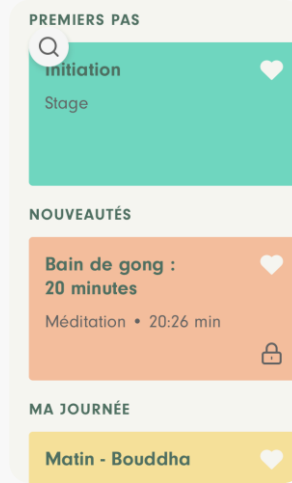 PREMIERS PAS
Initiation
Stage
NOUVEAUTÉS
Bain de gong :
20 minutes
Méditation • 20:26 min
MA JOURNÉE
Matin - Bouddha